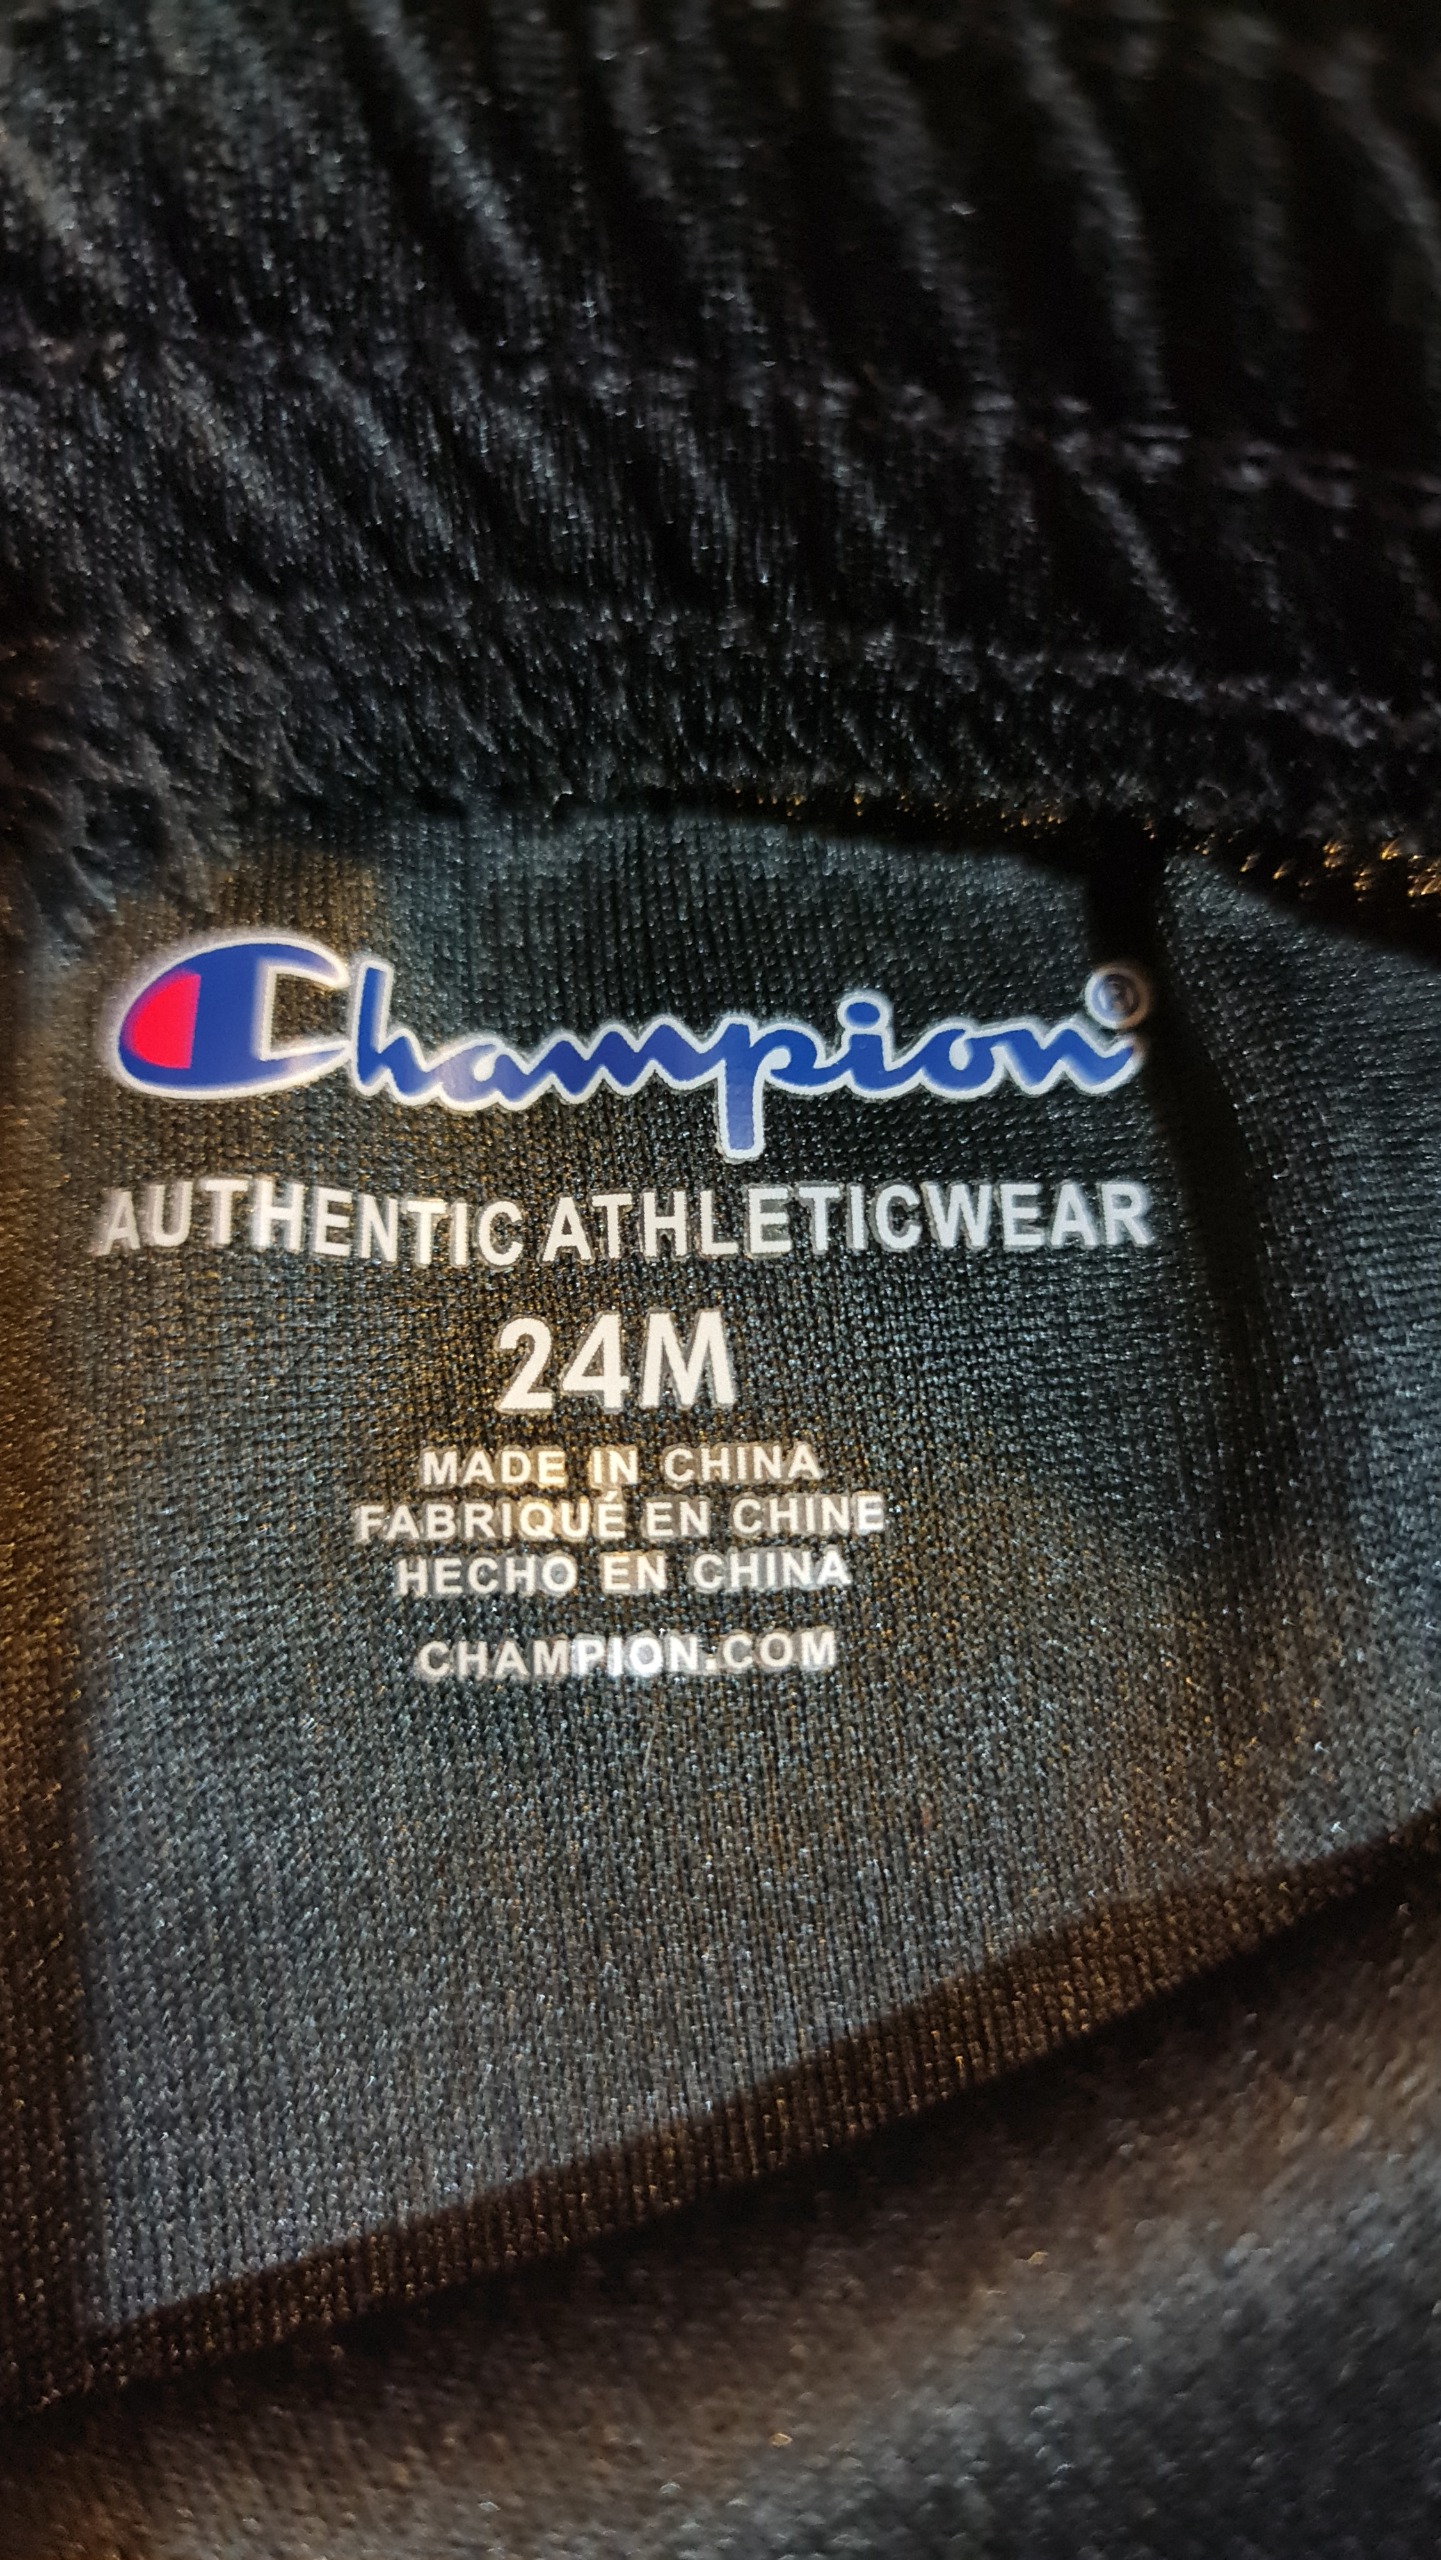 Champion®
AUTHENTIC ATHLETICWEAR
24M
MADE IN CHINA
FABRIQUÉ EN CHINE
HECHO EN CHINA
CHAMPION.COM